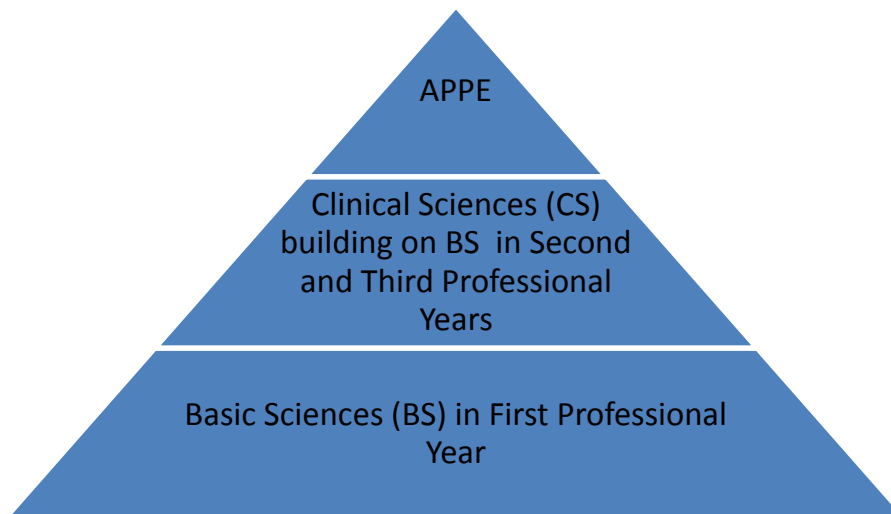 APPE
Clinical Sciences (CS)
building on BS  in Second
and Third Professional
Years
Basic Sciences (BS) in First Professional
Year